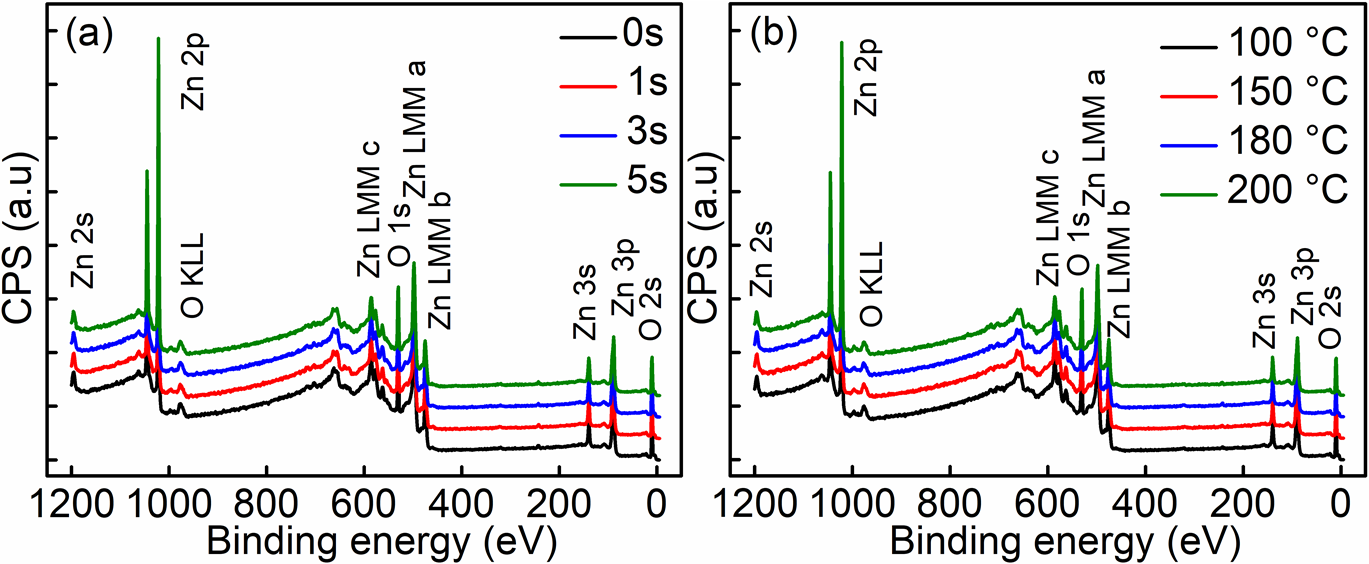 (a)
0s
1s
3s
5s
CPS (a.u)
Zn 2s
Zn 2p
O KLL
Zn LMM c
O 1s
Zn LMM a
Zn LMM b
Zn 3s
Zn 3p
O 2s
1200 1000 800 600 400 200 0
Binding energy (eV)
(b)
100 °C
150 °C
180 °C
200 °C
CPS (a.u)
Zn 2s
Zn 2p
O KLL
Zn LMM c
O 1s
Zn LMM a
Zn LMM b
Zn 3s
Zn 3p
O 2s
1200 1000 800 600 400 200 0
Binding energy (eV)